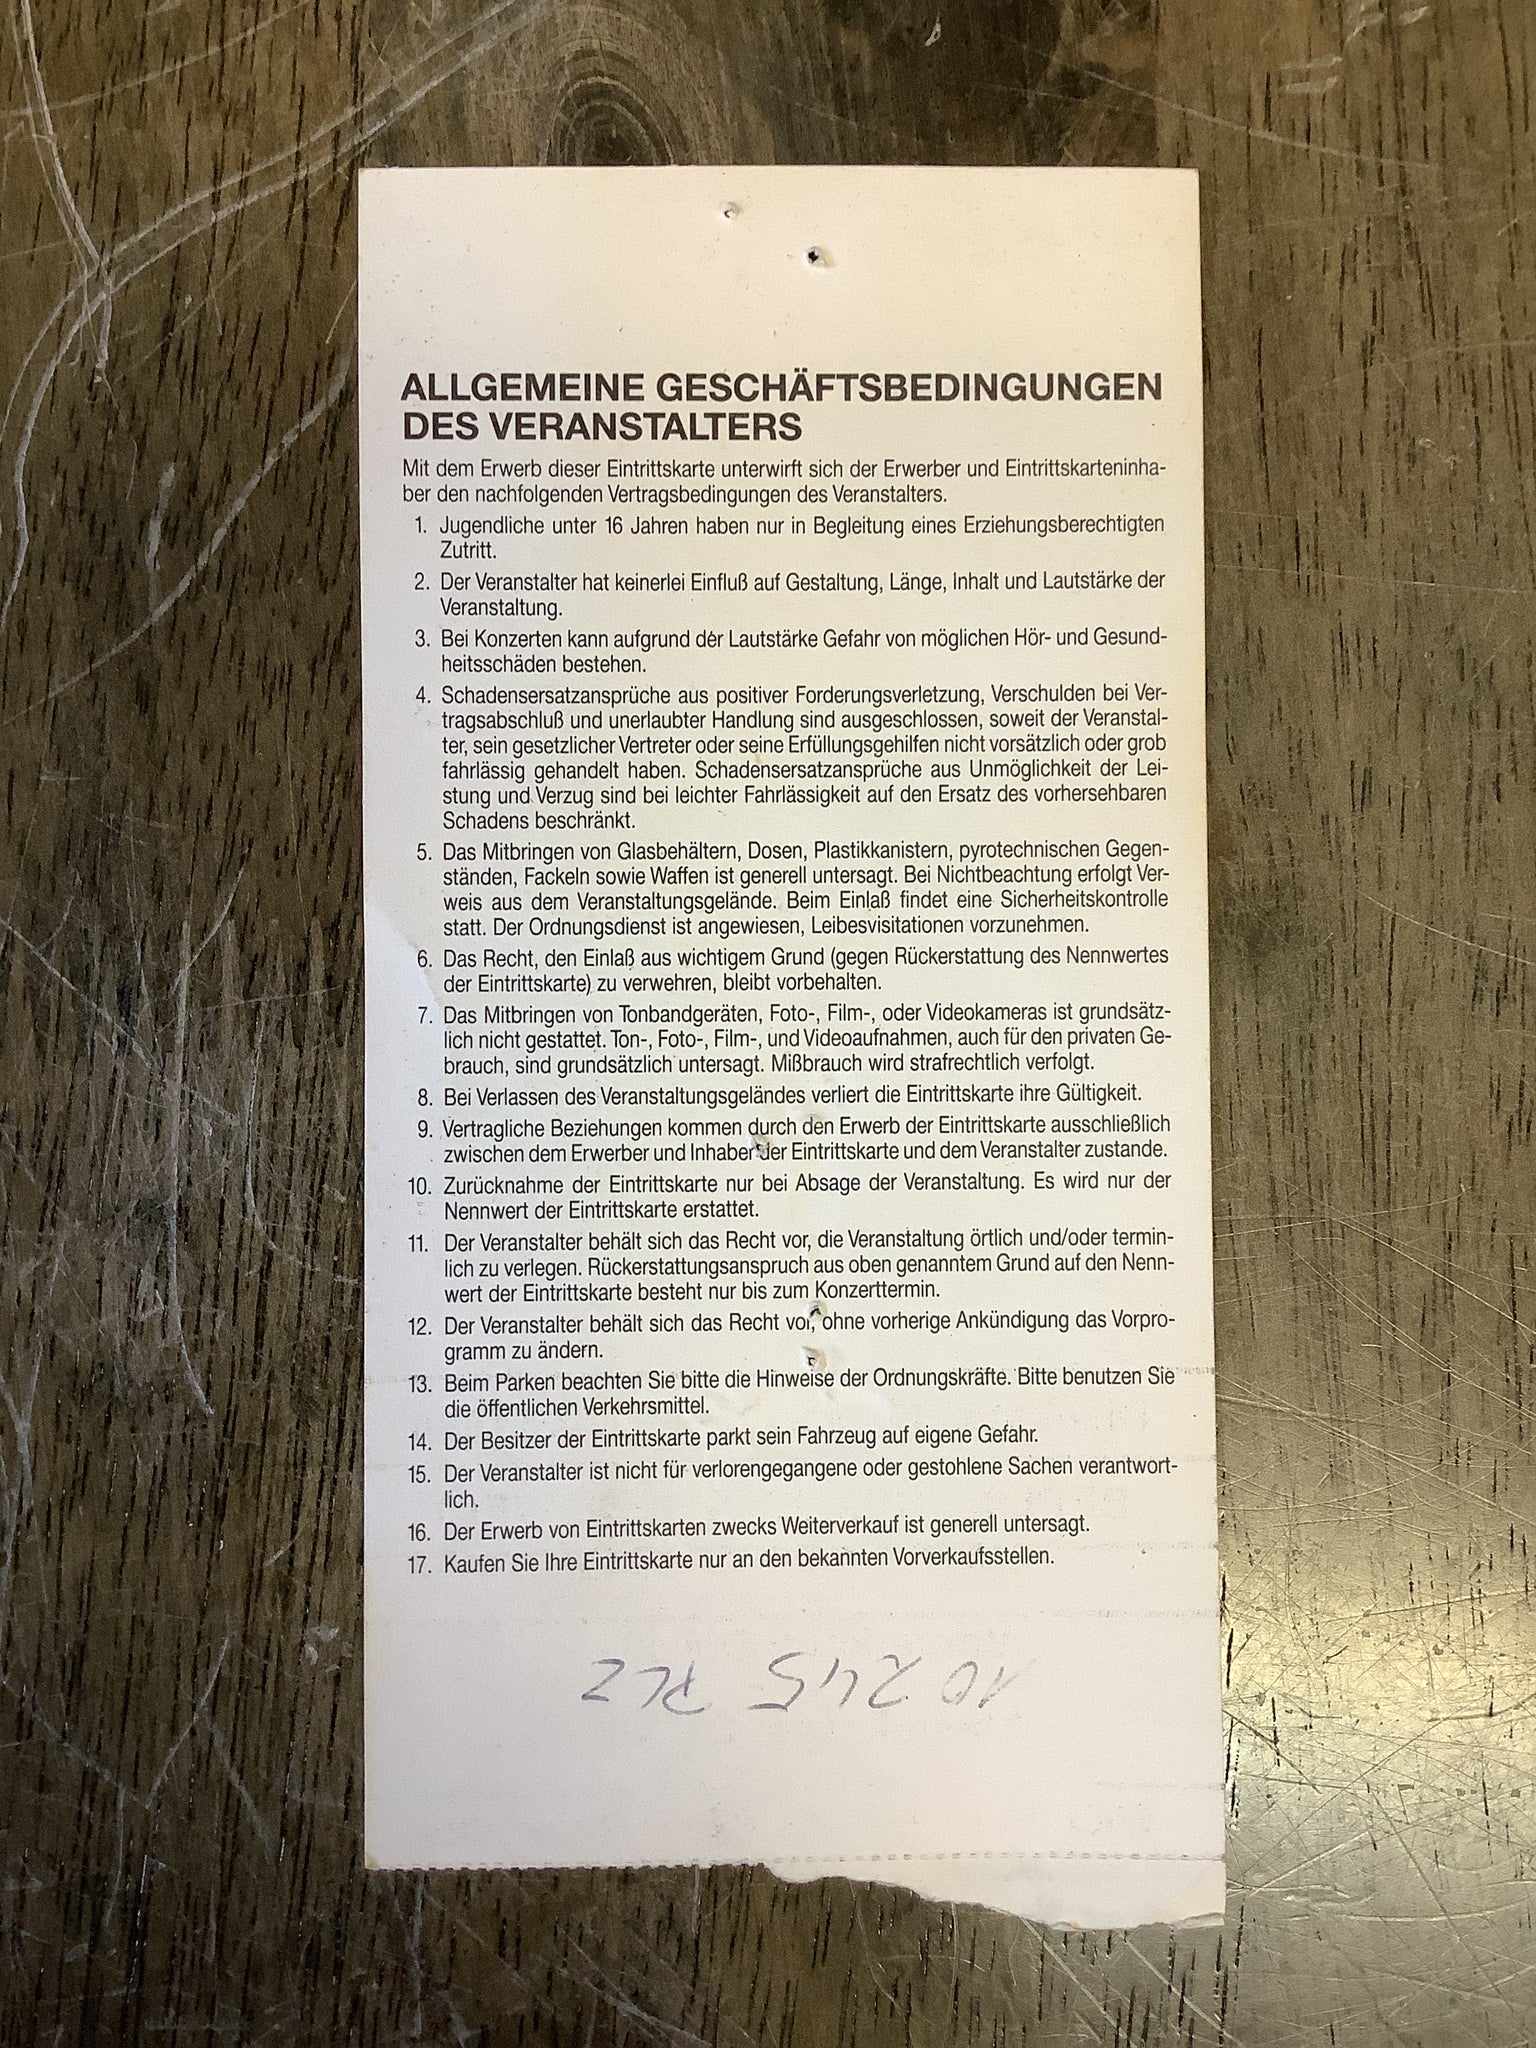 ALLGEMEINE GESCHÄFTSBEDINGUNGEN
DES VERANSTALTERS
Mit dem Erwerb dieser Eintrittskarte unterwirft sich der Erwerber und Eintrittskarteninha-
ber den nachfolgenden Vertragsbedingungen des Veranstalters.
1. Jugendliche unter 16 Jahren haben nur in Begleitung eines Erziehungsberechtigten
Zutritt.
2. Der Veranstalter hat keinerlei Einfluß auf Gestaltung, Länge, Inhalt und Lautstärke der
Veranstaltung.
3. Bei Konzerten kann aufgrund der Lautstärke Gefahr von möglichen Hör- und Gesund-
heitsschäden bestehen.
4. Schadensersatzansprüche aus positiver Forderungsverletzung, Verschulden bei Ver-
tragsabschluß und unerlaubter Handlung sind ausgeschlossen, soweit der Veranstal-
ter, sein gesetzlicher Vertreter oder seine Erfüllungsgehilfen nicht vorsätzlich oder grob
fahrlässig gehandelt haben. Schadensersatzansprüche aus Unmöglichkeit der Lei-
stung und Verzug sind bei leichter Fahrlässigkeit auf den Ersatz des vorhersehbaren
Schadens beschränkt.
5. Das Mitbringen von Glasbehältern, Dosen, Plastikkanistern, pyrotechnischen Gegen-
ständen, Fackeln sowie Waffen ist generell untersagt. Bei Nichtbeachtung erfolgt Ver-
weis aus dem Veranstaltungsgelände. Beim Einlaß findet eine Sicherheitskontrolle
statt. Der Ordnungsdienst ist angewiesen, Leibesvisitationen vorzunehmen.
6. Das Recht, den Einlaß aus wichtigem Grund (gegen Rückerstattung des Nennwertes
der Eintrittskarte) zu verwehren, bleibt vorbehalten.
7. Das Mitbringen von Tonbandgeräten, Foto-, Film-, oder Videokameras ist grundsätz-
lich nicht gestattet. Ton-, Foto-, Film-, und Videoaufnahmen, auch für den privaten Ge-
brauch, sind grundsätzlich untersagt. Mißbrauch wird strafrechtlich verfolgt.
8. Bei Verlassen des Veranstaltungsgeländes verliert die Eintrittskarte ihre Gültigkeit.
9. Vertragliche Beziehungen kommen durch den Erwerb der Eintrittskarte ausschließlich
zwischen dem Erwerber und Inhaber der Eintrittskarte und dem Veranstalter zustande.
10. Zurücknahme der Eintrittskarte nur bei Absage der Veranstaltung. Es wird nur der
Nennwert der Eintrittskarte erstattet.
11. Der Veranstalter behält sich das Recht vor, die Veranstaltung örtlich und/oder termin-
lich zu verlegen. Rückerstattungsanspruch aus oben genanntem Grund auf den Nenn-
wert der Eintrittskarte besteht nur bis zum Konzerttermin.
12. Der Veranstalter behält sich das Recht vor, ohne vorherige Ankündigung das Vorpro-
gramm zu ändern.
13. Beim Parken beachten Sie bitte die Hinweise der Ordnungskräfte. Bitte benutzen Sie
die öffentlichen Verkehrsmittel.
14. Der Besitzer der Eintrittskarte parkt sein Fahrzeug auf eigene Gefahr.
15. Der Veranstalter ist nicht für verlorengegangene oder gestohlene Sachen verantwort-
lich.
16. Der Erwerb von Eintrittskarten zwecks Weiterverkauf ist generell untersagt.
17. Kaufen Sie Ihre Eintrittskarte nur an den bekannten Vorverkaufsstellen.
10245 PLZ